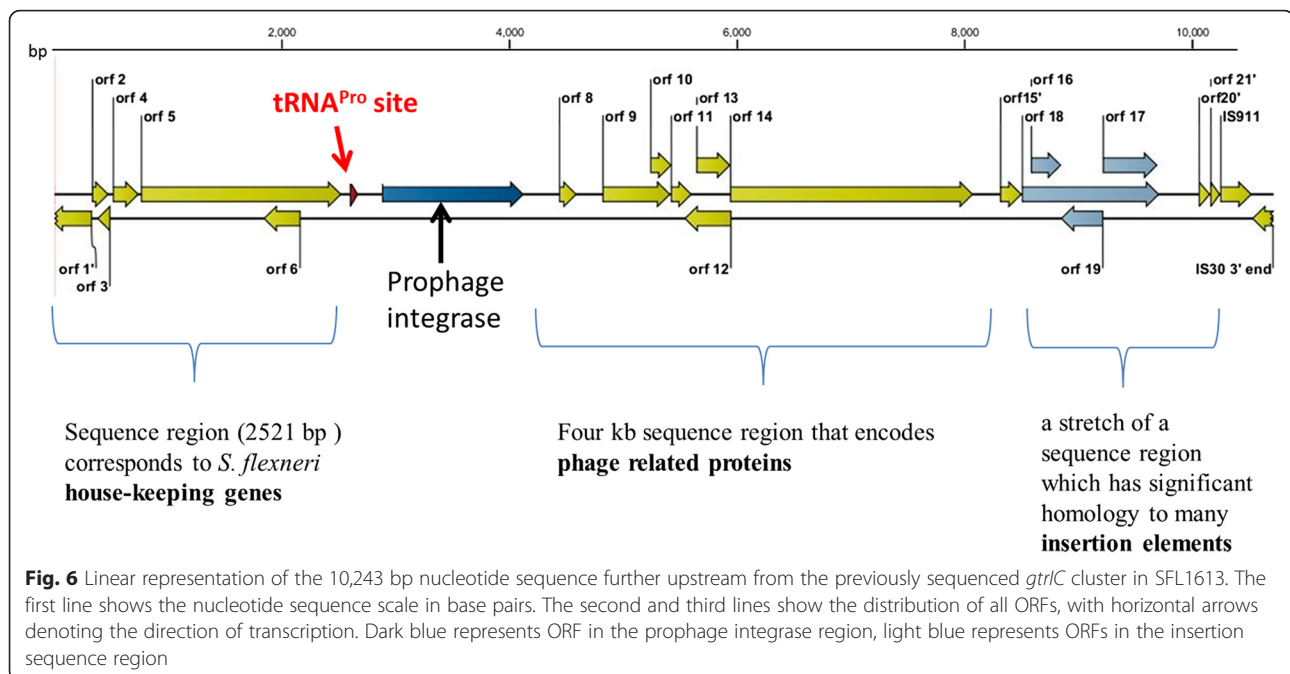 bp
2,000 4,000 6,000 8,000 10,000
orf 2
orf 4
orf 5
tRNAPro site
orf 8
orf 9
orf 10
orf 11
orf 13
orf 14
orf 16
orf15'
orf 18
orf 17
orf 21'
orf20'
IS911
orf 1'
orf 3
orf 6
Prophage
integrase
orf 12
orf 19
IS30 3' end
Sequence region (2521 bp )
corresponds to S. flexneri
house-keeping genes
Four kb sequence region that encodes
phage related proteins
a stretch of a
sequence region
which has significant
homology to many
insertion elements
Fig. 6 Linear representation of the 10,243 bp nucleotide sequence further upstream from the previously sequenced gtrIC cluster in SFL1613. The
first line shows the nucleotide sequence scale in base pairs. The second and third lines show the distribution of all ORFs, with horizontal arrows
denoting the direction of transcription. Dark blue represents ORF in the prophage integrase region, light blue represents ORFs in the insertion
sequence region